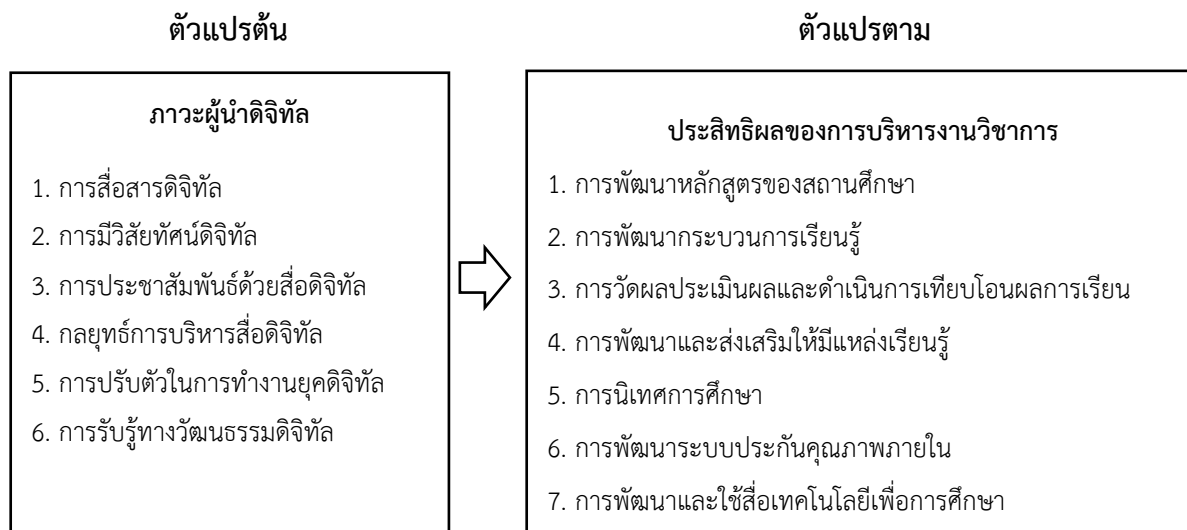 ตัวแปรต้น
ตัวแปรตาม
ภาวะผู้นำดิจิทัล
1. การสื่อสารดิจิทัล
2. การมีวิสัยทัศน์ดิจิทัล
3. การประชาสัมพันธ์ด้วยสื่อดิจิทัล
4. กลยุทธ์การบริหารสื่อดิจิทัล
5. การปรับตัวในการทำงานยุคดิจิทัล
6. การรับรู้ทางวัฒนธรรมดิจิทัล
ประสิทธิผลของการบริหารงานวิชาการ
1. การพัฒนาหลักสูตรของสถานศึกษา
2. การพัฒนากระบวนการเรียนรู้
3. การวัดผลประเมินผลและดำเนินการเทียบโอนผลการเรียน
4. การพัฒนาและส่งเสริมให้มีแหล่งเรียนรู้
5. การนิเทศการศึกษา
6. การพัฒนาระบบประกันคุณภาพภายใน
7. การพัฒนาและใช้สื่อเทคโนโลยีเพื่อการศึกษา